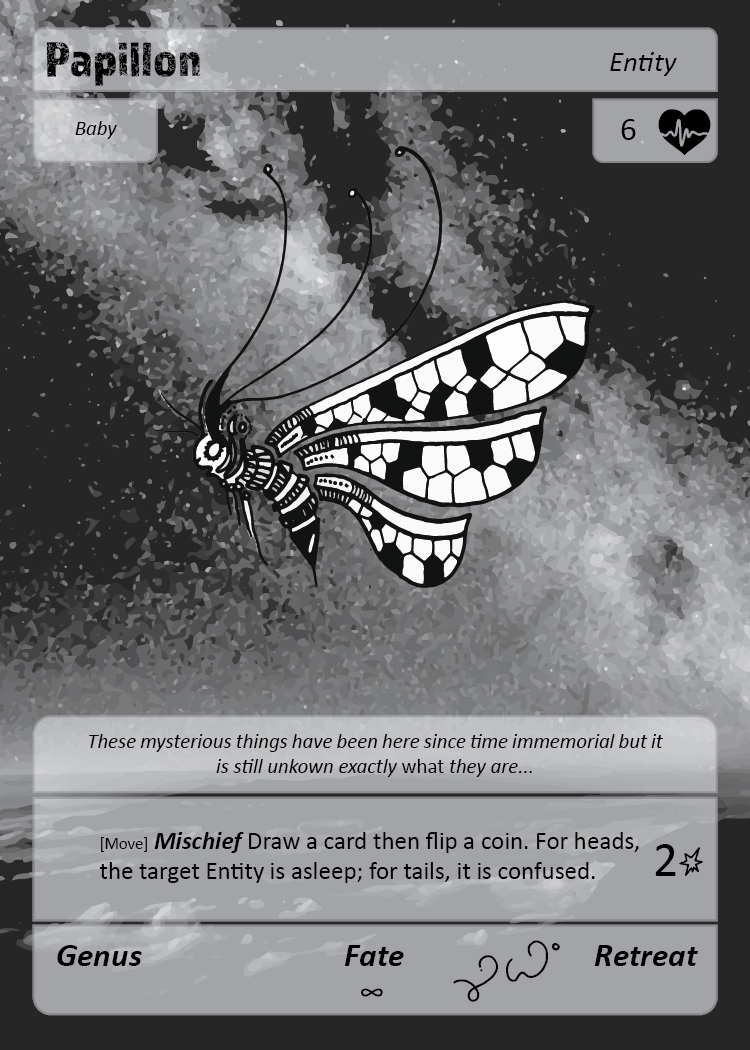 Papillon
Entity
Baby
6
These mysterious things have been here since time immemorial but it
is still unkown exactly what they are...
[Move] Mischief Draw a card then flip a coin. For heads,
the target Entity is asleep; for tails, it is confused.
2
Genus
Fate
Retreat
∞